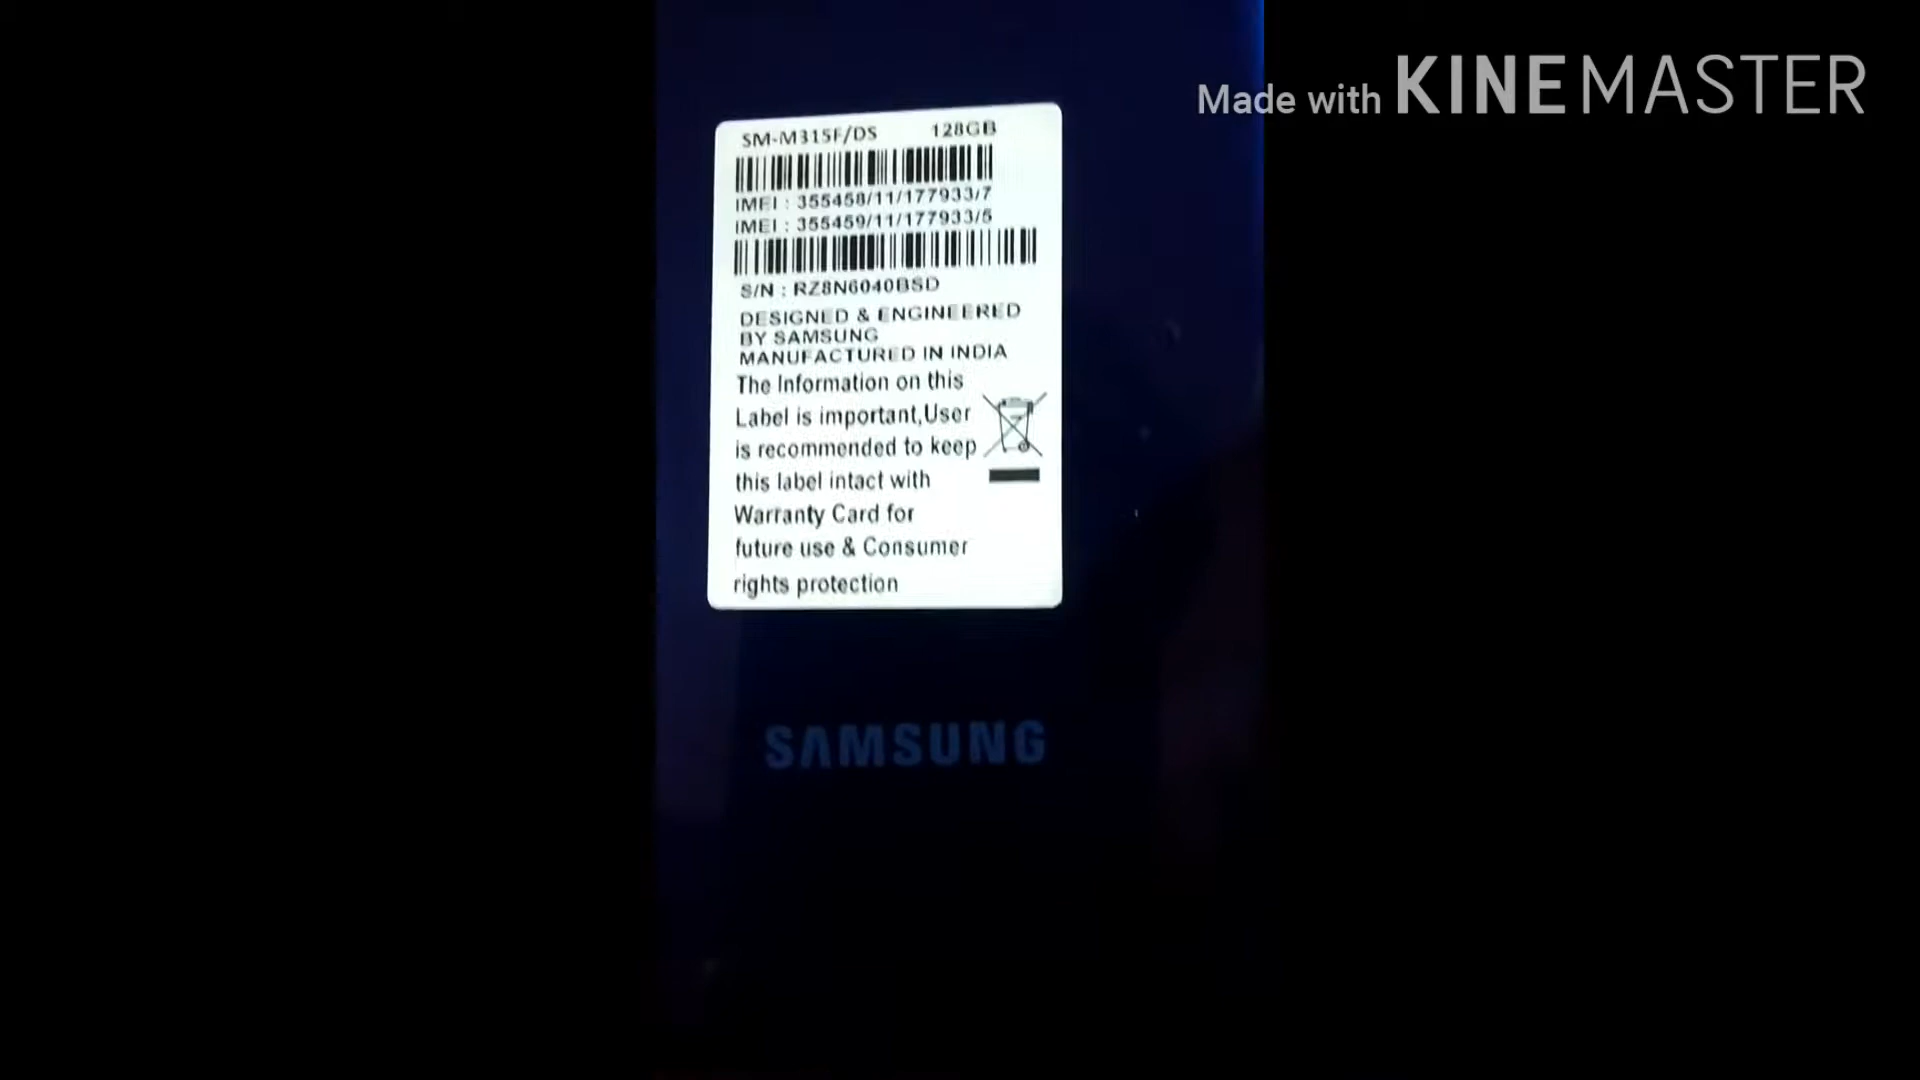 Made with KINEMASTER
SM-M315F/DS 128GB
IMEI : 355458/11/177933/7
IMEI : 355459/11/177933/5
S/N : RZ8N6040BSD
DESIGNED & ENGINEERED
BY SAMSUNG
MANUFACTURED IN INDIA
The Information on this
Label is important,User
is recommended to keep
this label intact with
Warranty Card for
future use & Consumer
rights protection
SAMSUNG